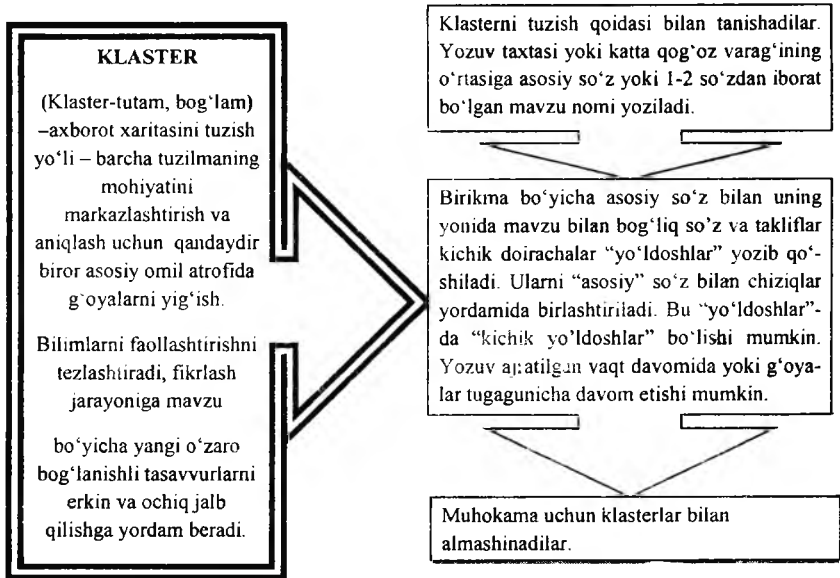 KLASTER
(Klaster-tutam, bog‘lam)
–axborot xaritasini tuzish
yo‘li – barcha tuzilmaning
mohiyatini
markazlashtirish va
aniqlash uchun qandaydir
biror asosiy omil atrofida
g‘oyalarni yig‘ish.
Bilimlarni faollashtirishni
tezlashtiradi, fikrlash
jarayoniga mavzu
bo‘yicha yangi o‘zaro
bog‘lanishli tasavvurlarni
erkin va ochiq jalb
qilishga yordam beradi.
Klasterni tuzish qoidasi bilan tanishadilar.
Yozuv taxtasi yoki katta qog‘oz varag‘ining
o‘rtasiga asosiy so‘z yoki 1-2 so‘zdan iborat
bo‘lgan mavzu nomi yoziladi.
Birikma bo‘yicha asosiy so‘z bilan uning
yonida mavzu bilan bog‘liq so‘z va takliflar
kichik doirachalar “yo‘ldoshlar” yozib qo‘-
shiladi. Ularni “asosiy” so‘z bilan chiziqlar
yordamida birlashtiriladi. Bu “yo‘ldoshlar”-
da “kichik yo‘ldoshlar” bo‘lishi mumkin.
Yozuv ajratilgan vaqt davomida yoki g‘oya-
lar tugagunicha davom etishi mumkin.
Muhokama uchun klasterlar bilan
almashinadilar.